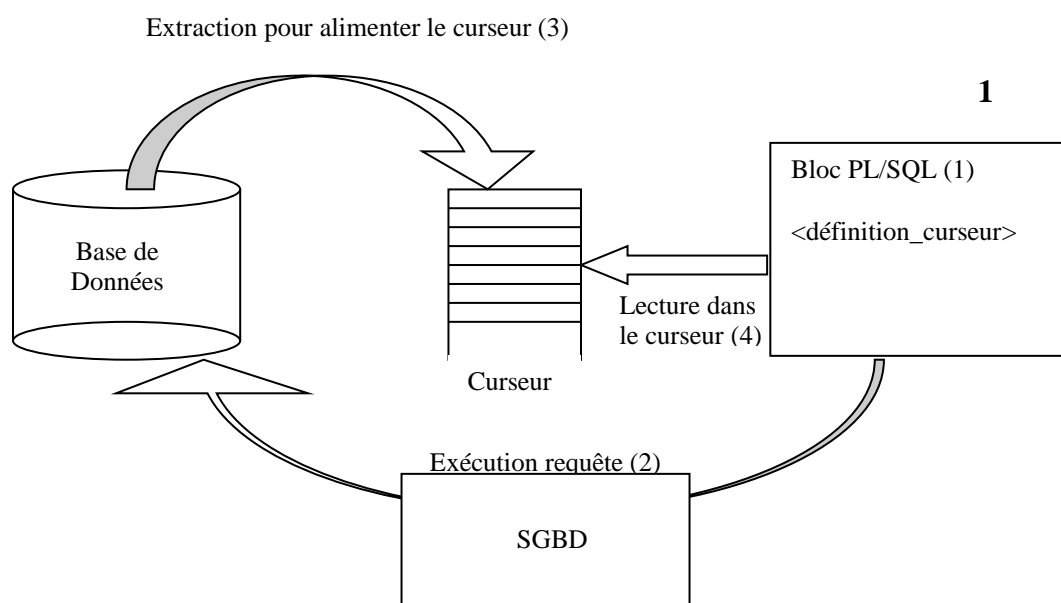 Extraction pour alimenter le curseur (3)
1
Bloc PL/SQL (1)
<définition_curseur>
Base de
Données
Lecture dans
le curseur (4)
Curseur
Exécution requête (2)
SGBD